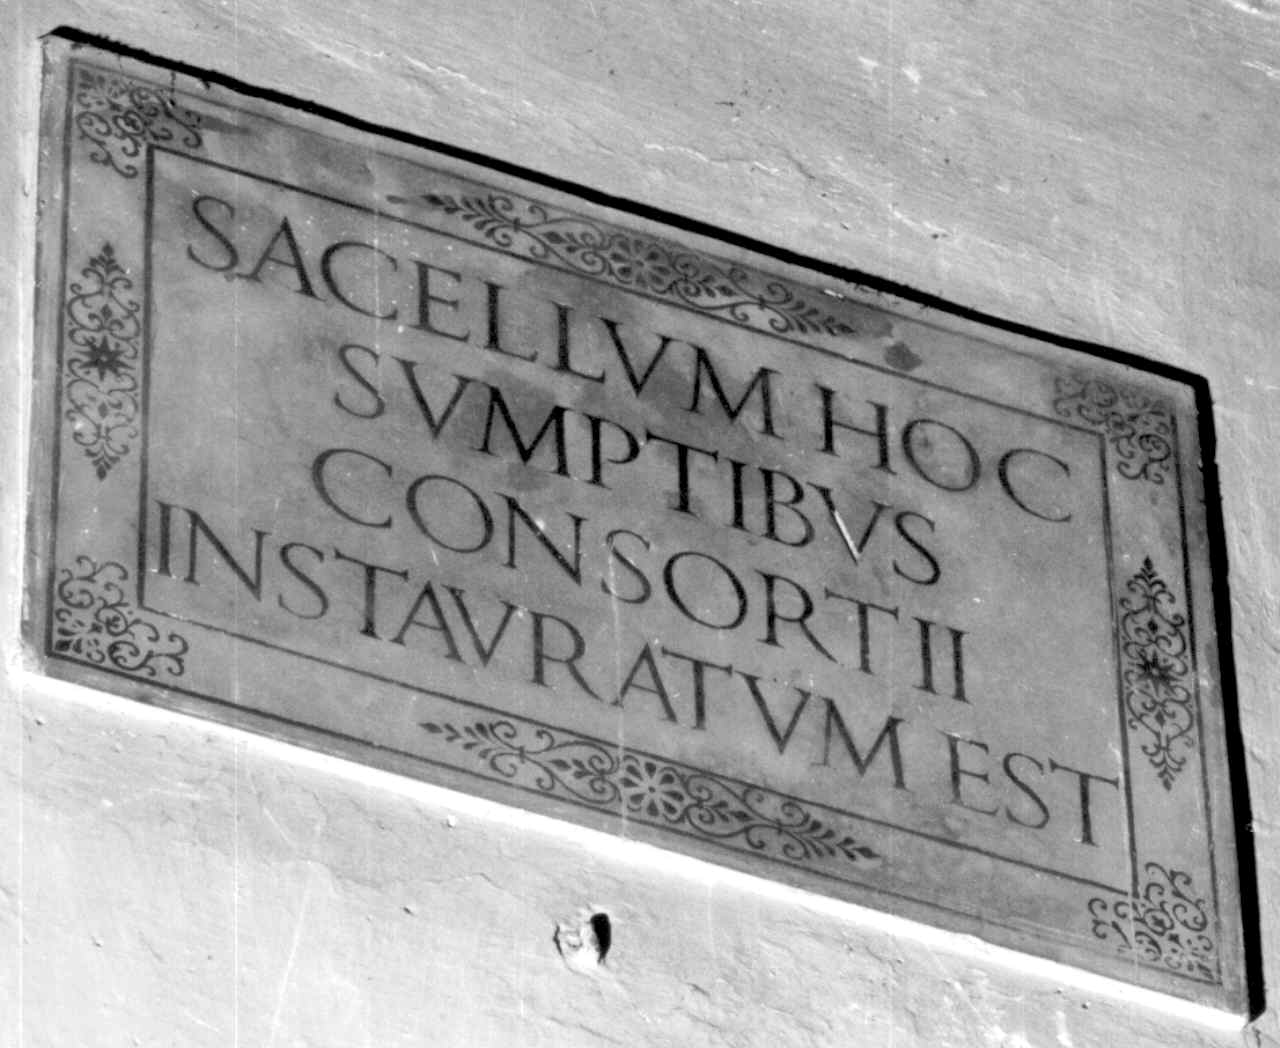 SACELLVM HOC
SVMPTIBVS
CONSORTII
INSTAVRATVM EST